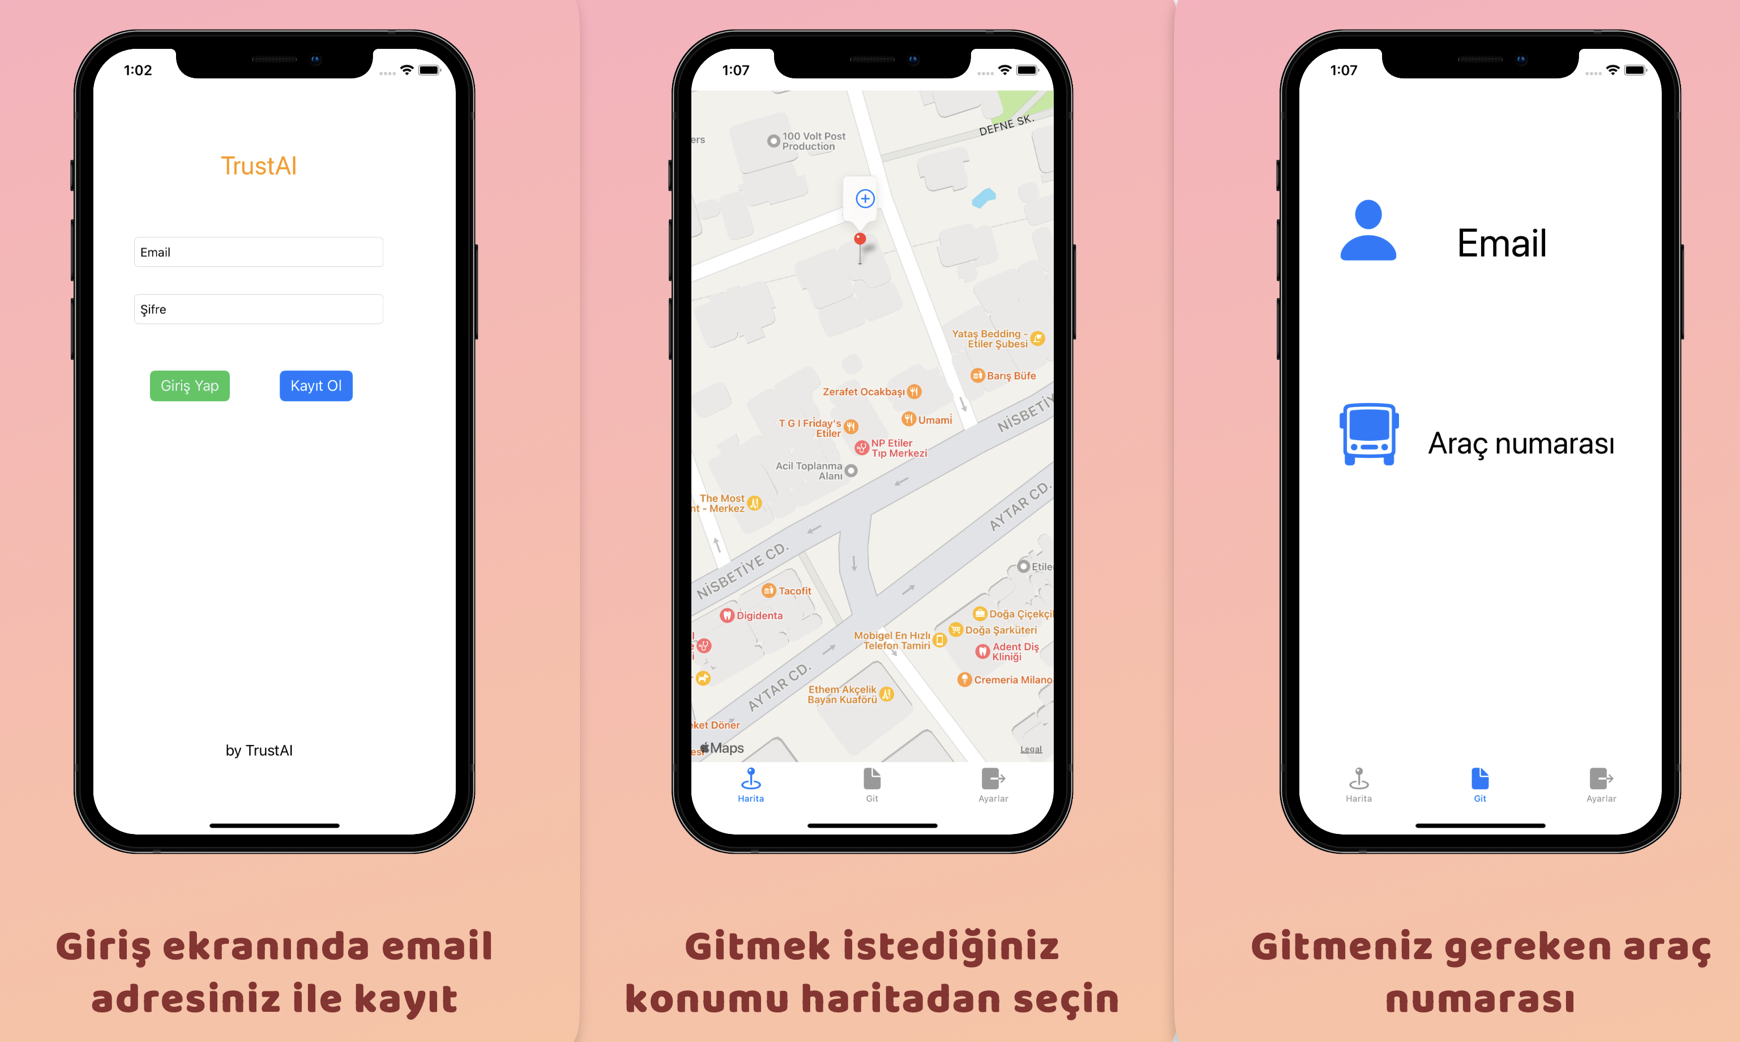 1:02
TrustAI
Email
Şifre
Giriş Yap
Kayıt Ol
by TrustAI
Giriş ekranında email
adresiniz ile kayıt
1:07
ers
100 Volt Post
Production
DEFNE SK.
Yataş Bedding -
Etiler Şubesi
Barış Büfe
Zerafet Ocakbaşı
T G I Friday's
Etiler
Umami
NP Etiler
Tıp Merkezi
NİSBETİY
Acil Toplanma
Alanı
The Most
nt - Merkez
AYTAR CD.
NİSBETİYE CD.
Etile
Tacofit
Digidenta
Doğa Çiçekçil
Doğa Şarküteri
Mobigel En Hızlı
Telefon Tamiri
Adent Diş
Kliniği
Cremeria Milano
AYTAR CD.
Ethem Akçelik
Bayan Kuaförü
ket Döner
esi
Maps
Legal
Harita
Git
Ayarlar
Gitmek istediğiniz
konumu haritadan seçin
1:07
Email
Araç numarası
Harita
Git
Ayarlar
Gitmeniz gereken araç
numarası